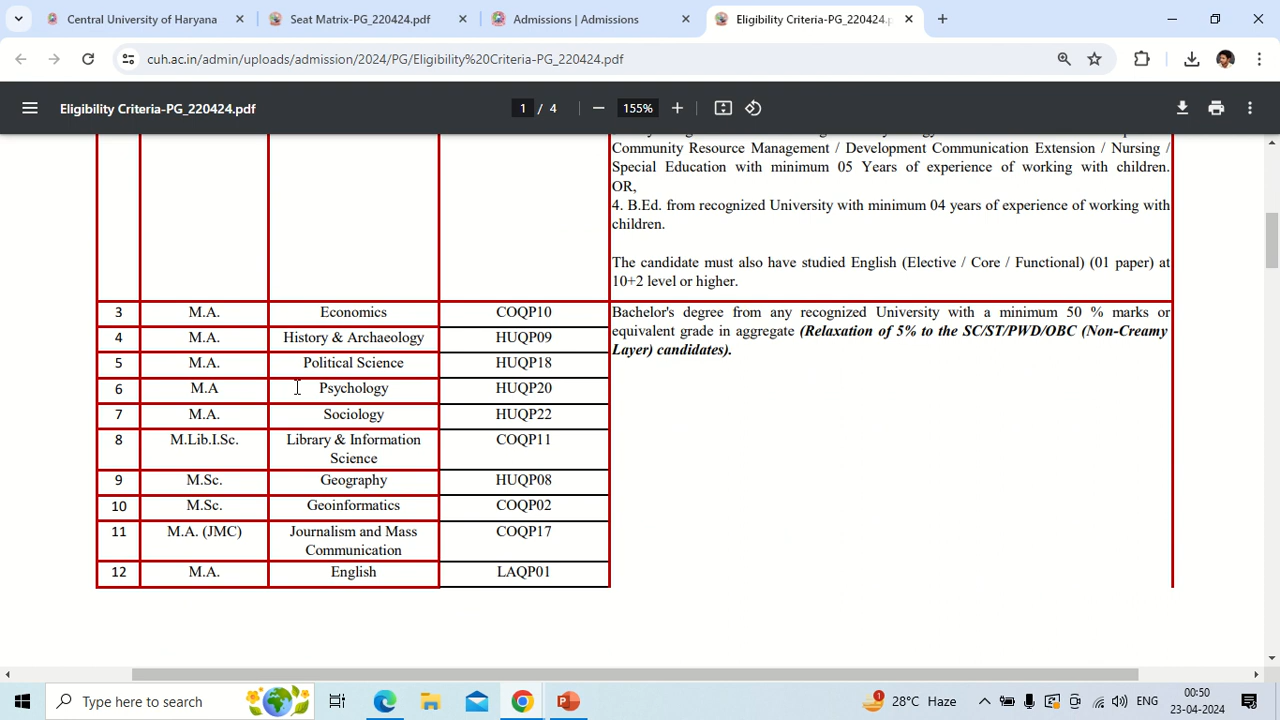 Central University of Haryana
Seat Matrix-PG_220424.pdf
Admissions | Admissions
Eligibility Criteria-PG_220424.p
cuh.ac.in/admin/uploads/admission/2024/PG/Eligibility%20Criteria-PG_220424.pdf
Eligibility Criteria-PG_220424.pdf
1 / 4
155%
Community Resource Management / Development Communication Extension / Nursing /
Special Education with minimum 05 Years of experience of working with children.
OR,
4. B.Ed. from recognized University with minimum 04 years of experience of working with
children.
The candidate must also have studied English (Elective / Core / Functional) (01 paper) at
10+2 level or higher.
3 M.A. Economics COQP10
4 M.A. History & Archaeology HUQP09
5 M.A. Political Science HUQP18
6 M.A Psychology HUQP20
7 M.A. Sociology HUQP22
8 M.Lib.I.Sc. Library & Information COQP11
Science
9 M.Sc. Geography HUQP08
10 M.Sc. Geoinformatics COQP02
11 M.A. (JMC) Journalism and Mass COQP17
Communication
12 M.A. English LAQP01
Bachelor's degree from any recognized University with a minimum 50 % marks or
equivalent grade in aggregate (Relaxation of 5% to the SC/ST/PWD/OBC (Non-Creamy
Layer) candidates).
Type here to search
1
28°C Haze
ENG
00:50
23-04-2024